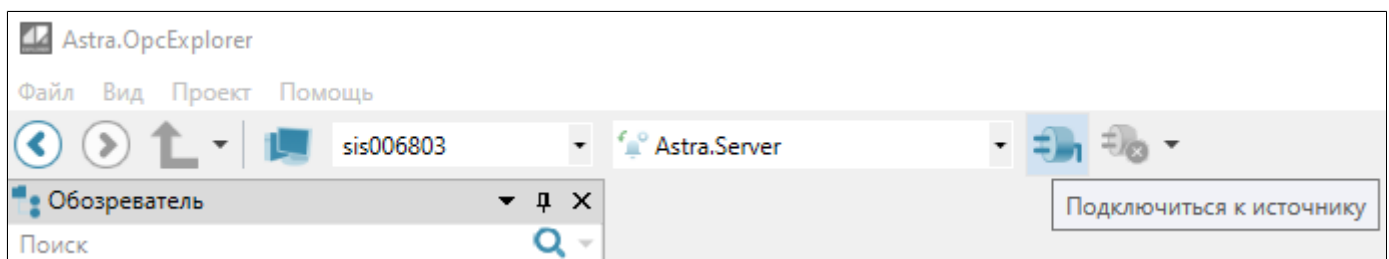 Astra.OpcExplorer
Файл Вид Проект Помощь
sis006803 Astra.Server
Обозреватель
Подключиться к источнику
Поиск